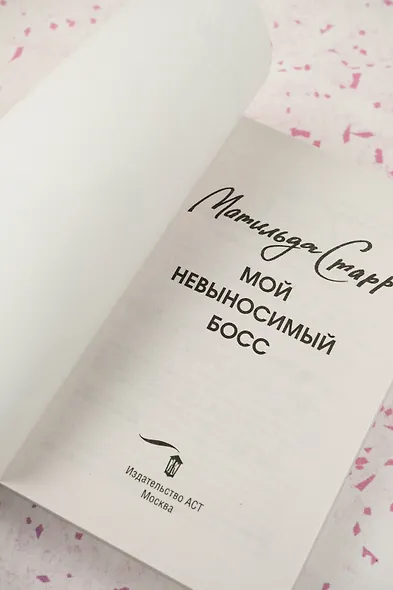 Матильда Старр
МОЙ
НЕВЫНОСИМЫЙ
БОСС
Издательство АСТ
Москва